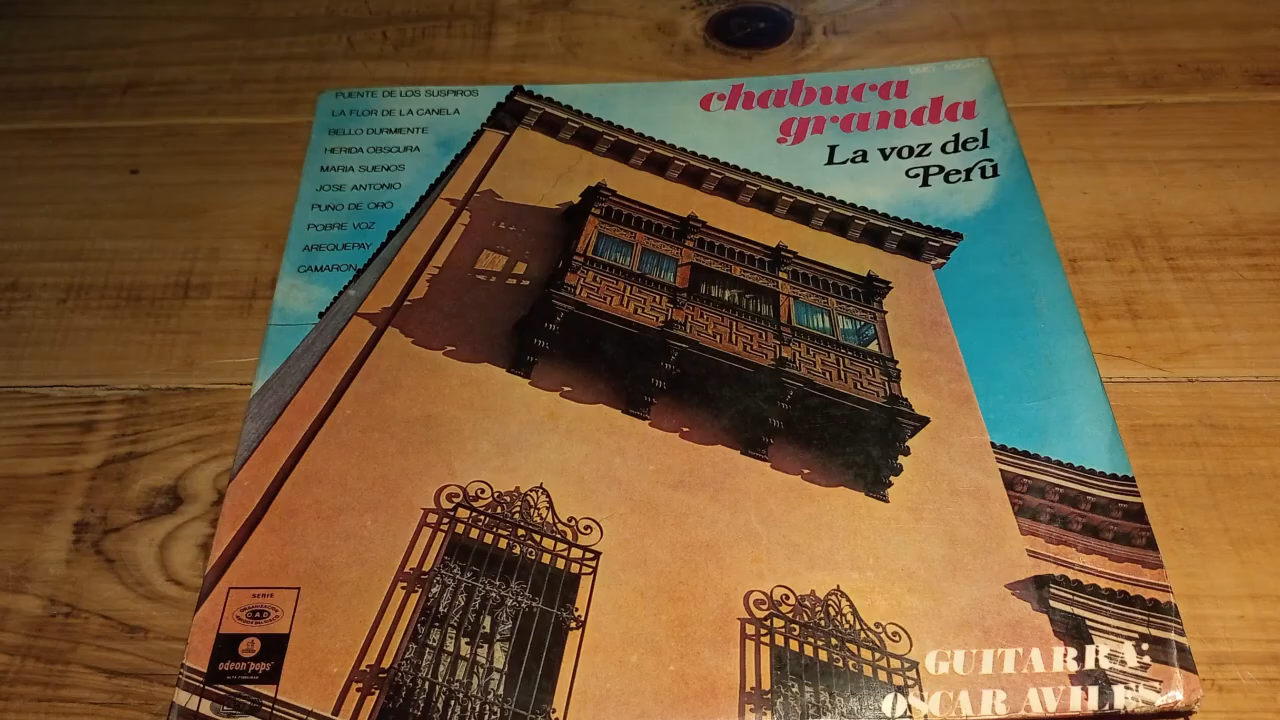 PUENTE DE LOS SUSPIROS
LA FLOR DE LA CANELA
BELLO DURMIENTE
HERIDA OBSCURA
MARIA SUENOS
JOSE ANTONIO
PUÑO DE ORO
POBRE VOZ
AREQUEPAY
CAMARON
chabuca
granda
La voz del
Perú
SERIE
C.A.D
odeon "pops"
GUITARRA:
OSCAR AVILES